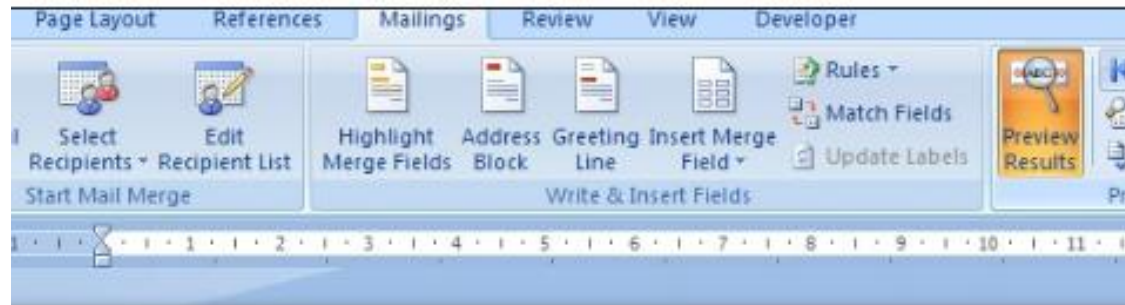 Page Layout References Mailings Review View Developer
Select Recipients Edit Recipient List
Highlight Merge Fields Address Block Greeting Line Insert Merge Field
Rules
Match Fields
Update Labels
ABC
Preview Results
Start Mail Merge Write & Insert Fields
1 1 2 3 4 5 6 7 8 9 10 11